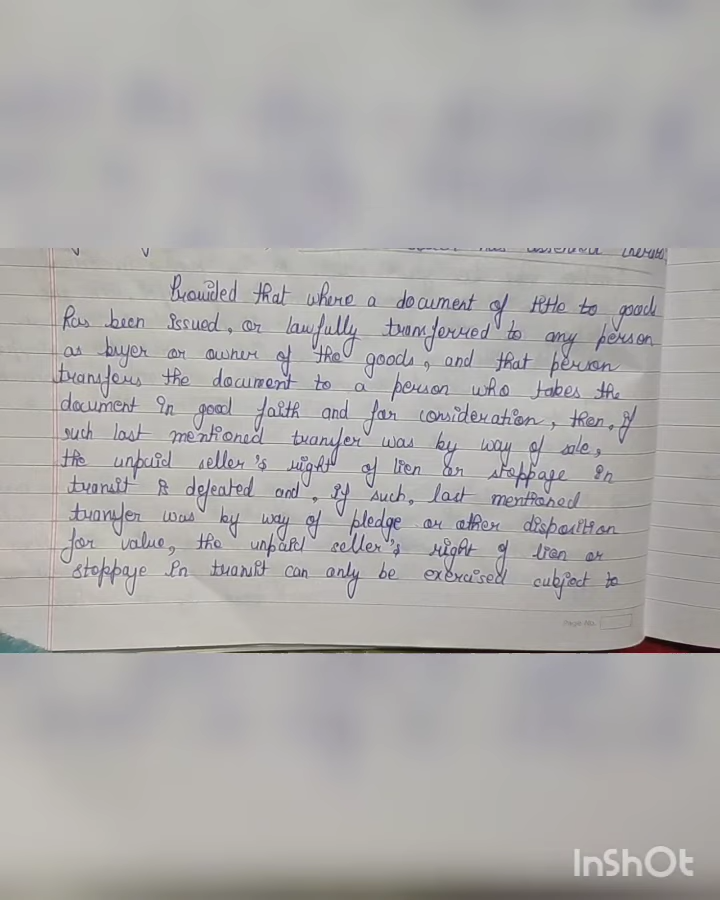 Provided that where a document of title to goods
has been issued, or lawfully transferred to any person
as buyer or owner of the goods, and that person
transfers the document to a person who takes the
document in good faith and for consideration, then, if
such last mentioned transfer was by way of sale,
the unpaid seller's right of lien or stoppage in
transit is defeated and, if such, last mentioned
transfer was by way of pledge or other disposition
for value, the unpaid seller's right of lien or
stoppage in transit can only be exercised subject to
Page No.
InShOt